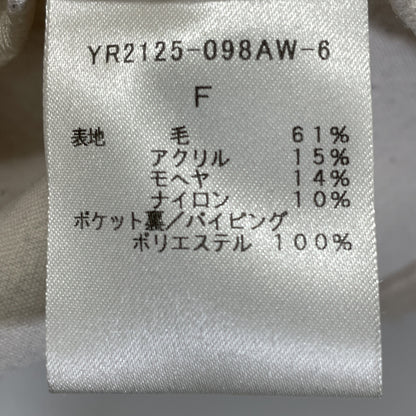 YR2125-098AW-6
F
表地 毛 61%
アクリル 15%
モヘヤ 14%
ナイロン 10%
ポケット裏/パイピング
ポリエステル 100%